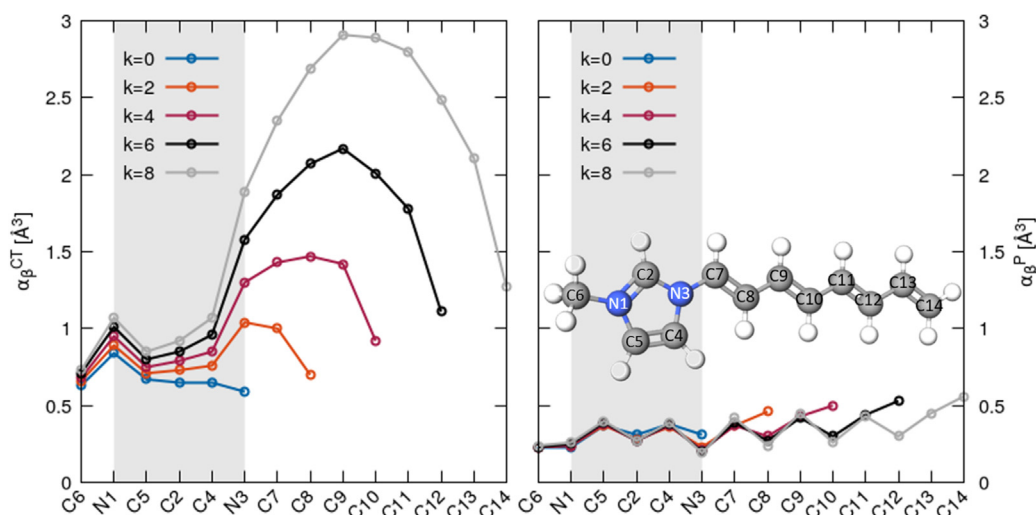 3
2.5
2
1.5
1
0.5
0
αβCT [Å3]
k=0
k=2
k=4
k=6
k=8
C6 N1 C5 C2 C4 N3 C7 C8 C9 C10 C11 C12 C13 C14
k=0
k=2
k=4
k=6
k=8
C6 N1 C2 C5 C4 N3 C7 C8 C9 C10 C11 C12 C13 C14
3
2.5
2
1.5
1
0.5
0
αβP [Å3]
C6 N1 C5 C2 C4 N3 C7 C8 C9 C10 C11 C12 C13 C14